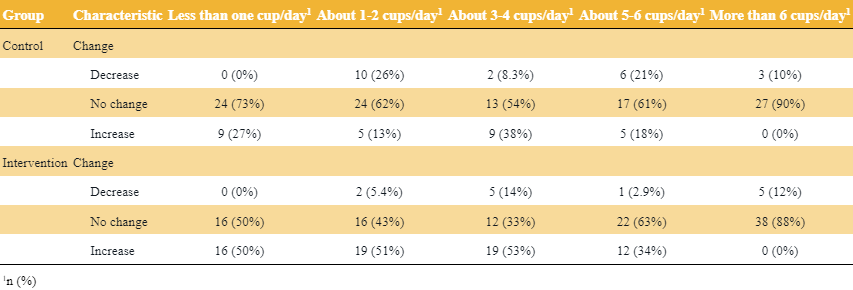 Group Characteristic Less than one cup/day¹ About 1-2 cups/day¹ About 3-4 cups/day¹ About 5-6 cups/day¹ More than 6 cups/day¹
Control Change
Decrease 0 (0%) 10 (26%) 2 (8.3%) 6 (21%) 3 (10%)
No change 24 (73%) 24 (62%) 13 (54%) 17 (61%) 27 (90%)
Increase 9 (27%) 5 (13%) 9 (38%) 5 (18%) 0 (0%)
Intervention Change
Decrease 0 (0%) 2 (5.4%) 5 (14%) 1 (2.9%) 5 (12%)
No change 16 (50%) 16 (43%) 12 (33%) 22 (63%) 38 (88%)
Increase 16 (50%) 19 (51%) 19 (53%) 12 (34%) 0 (0%)
¹n (%)